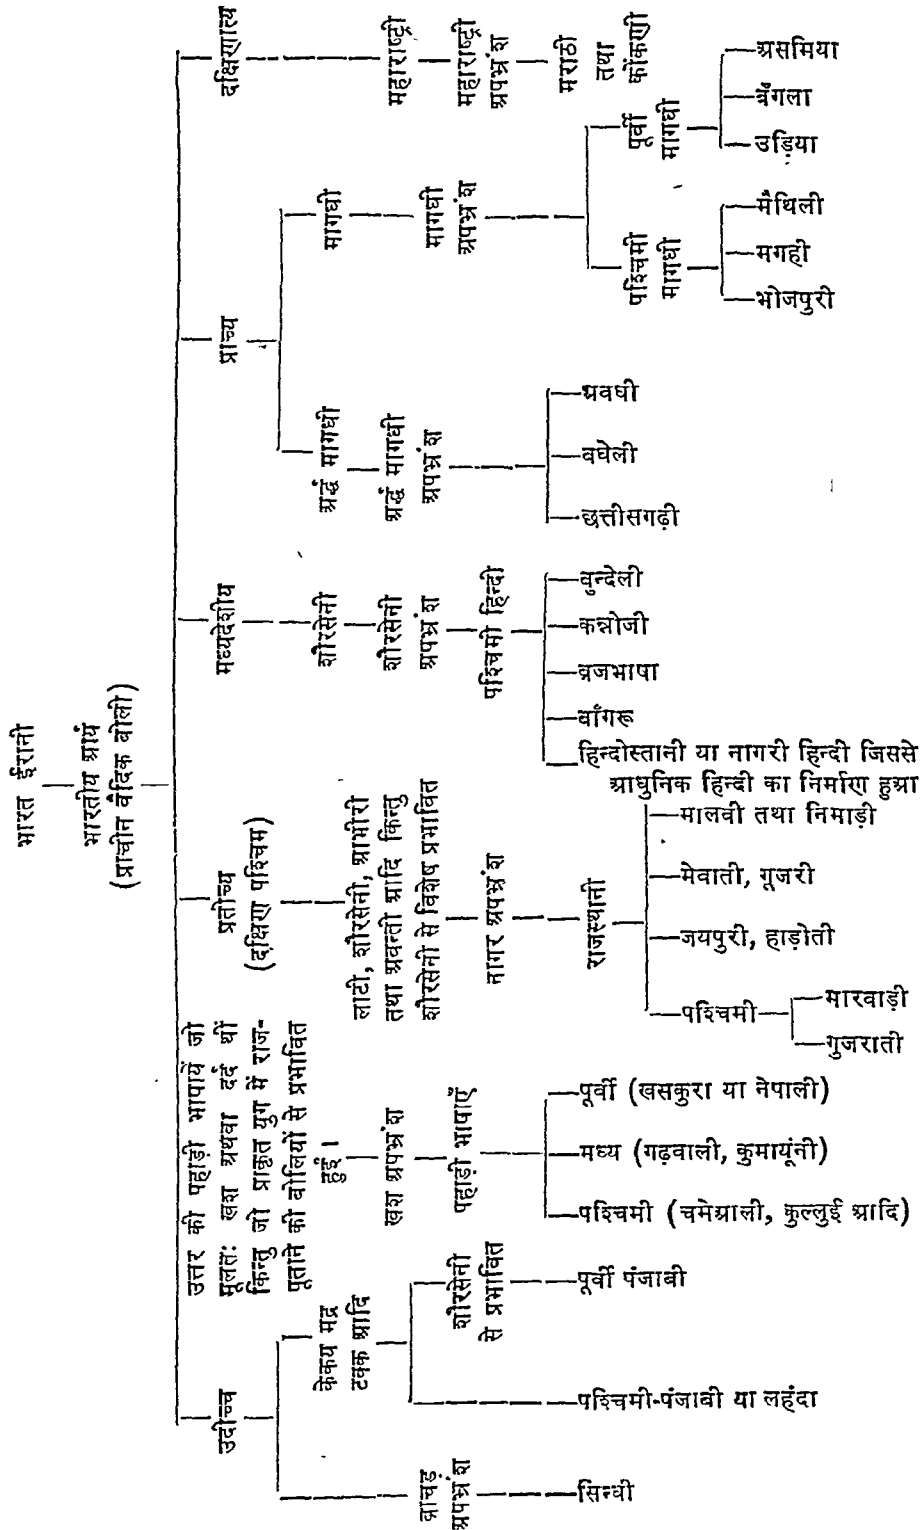 भारत ईरानी
भारतीय आर्य
(प्राचीन वैदिक बोली)
उदीच्य
ब्राचड़
अपभ्रंश
सिन्धी
केकय मद्र
टक्क आदि
पश्चिमी-पंजाबी या लहंदा
शौरसेनी
से प्रभावित
पूर्वी पंजाबी
उत्तर की पहाड़ी भाषायें जो
मूलतः खश अथवा दर्द थीं
किन्तु जो प्राकृत युग में राज-
पूताने की बोलियों से प्रभावित
हुई ।
खश अपभ्रंश
पहाड़ी भाषाएँ
पूर्वी (खसकुरा या नेपाली)
मध्य (गढ़वाली, कुमायूंनी)
पश्चिमी (चमेआली, कुल्लुई आदि)
प्रतीच्य
(दक्षिण पश्चिम)
लाटी, शौरसेनी, आभीरी
तथा अवन्ती आदि किन्तु
शौरसेनी से विशेष प्रभावित
नागर अपभ्रंश
राजस्थानी
मालवी तथा निमाड़ी
मेवाती, गूजरी
जयपुरी, हाड़ोती
पश्चिमी
मारवाड़ी
गुजराती
मध्यदेशीय
शौरसेनी
शौरसेनी
अपभ्रंश
पश्चिमी हिन्दी
बुन्देली
कन्नोजी
ब्रजभाषा
बाँगरू
हिन्दोस्तानी या नागरी हिन्दी जिससे
आधुनिक हिन्दी का निर्माण हुआ
प्राच्य
अर्द्ध मागधी
अर्द्ध मागधी
अपभ्रंश
अवधी
बघेली
छत्तीसगढ़ी
मागधी
मागधी
अपभ्रंश
पश्चिमी
मागधी
मैथिली
मगही
भोजपुरी
पूर्वी
मागधी
असमिया
बँगला
उड़िया
दक्षिणात्य
महाराष्ट्री
महाराष्ट्री
अपभ्रंश
मराठी
तथा
कोंकणी